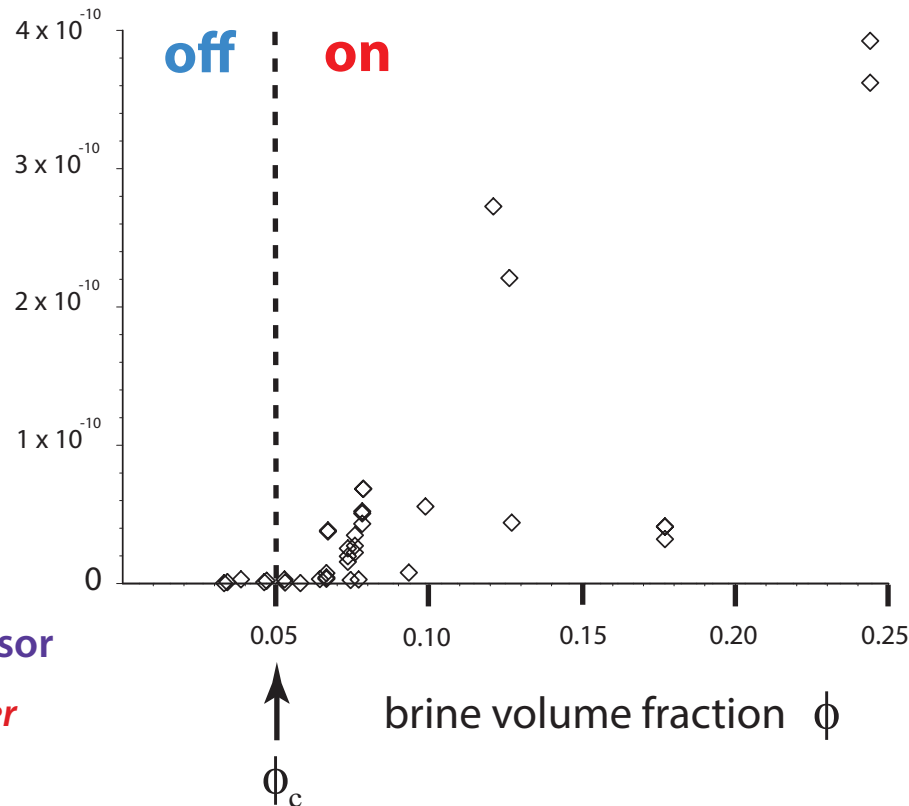 4 x 10⁻¹⁰
off on
3 x 10⁻¹⁰
2 x 10⁻¹⁰
1 x 10⁻¹⁰
0
0.05 0.10 0.15 0.20 0.25
sor
er
brine volume fraction ϕ
ϕc